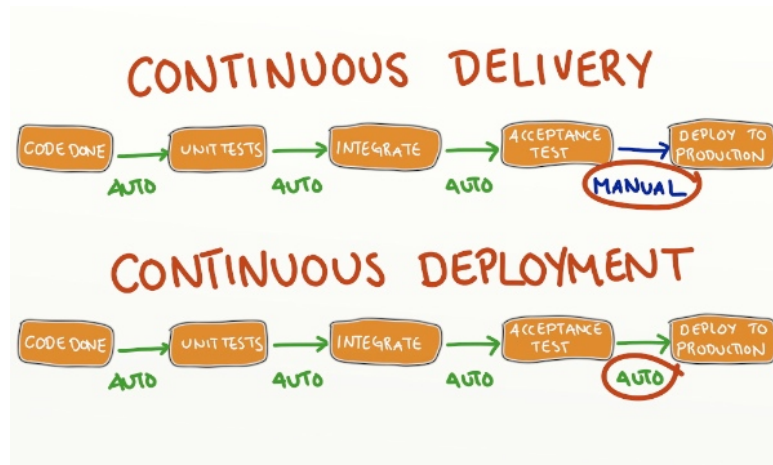 CONTINUOUS DELIVERY
CODE DONE UNIT TESTS INTEGRATE ACCEPTANCE TEST DEPLOY TO PRODUCTION
AUTO AUTO AUTO MANUAL
CONTINUOUS DEPLOYMENT
CODE DONE UNIT TESTS INTEGRATE ACCEPTANCE TEST DEPLOY TO PRODUCTION
AUTO AUTO AUTO AUTO